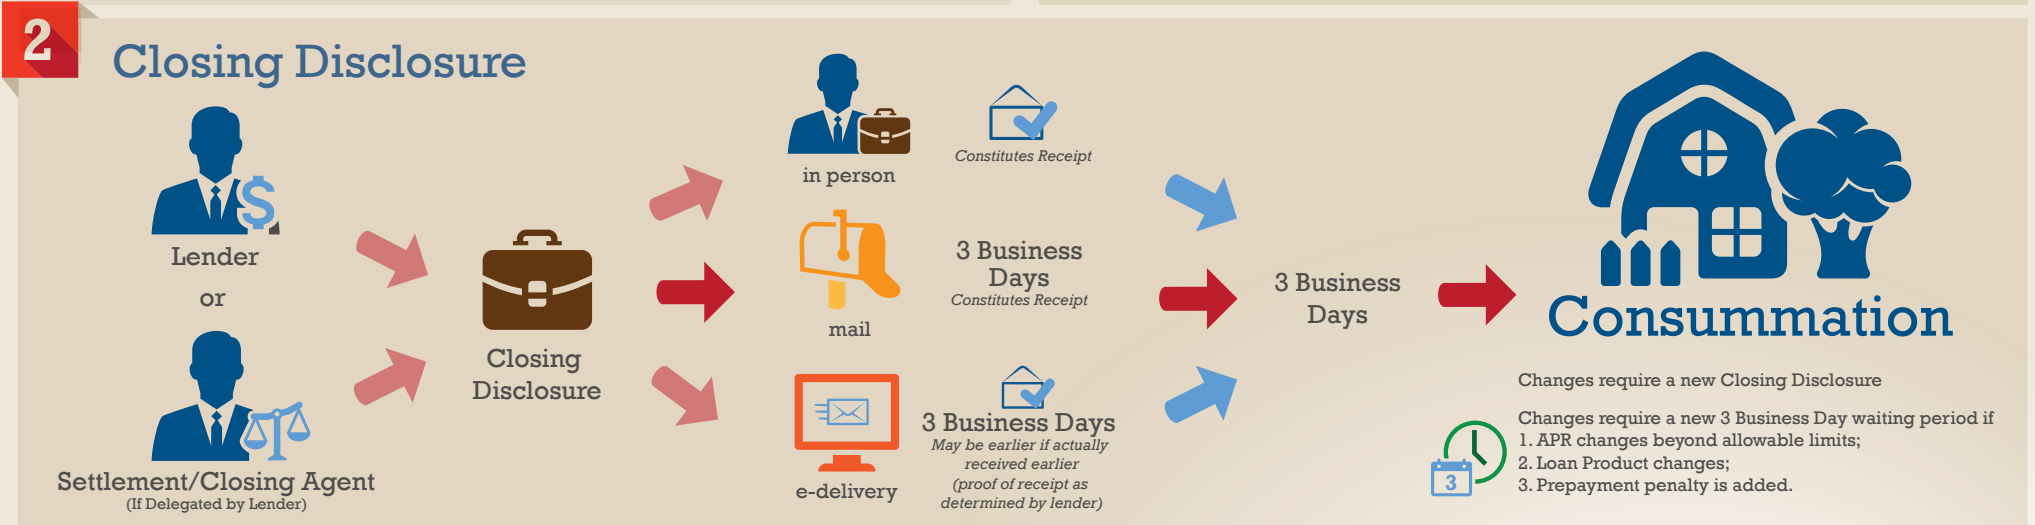 2
Closing Disclosure
$
Lender
or
Settlement/Closing Agent
(If Delegated by Lender)
Closing
Disclosure
in person
Constitutes Receipt
mail
3 Business
Days
Constitutes Receipt
e-delivery
3 Business Days
May be earlier if actually
received earlier
(proof of receipt as
determined by lender)
3 Business
Days
Consummation
Changes require a new Closing Disclosure
3
Changes require a new 3 Business Day waiting period if
1. APR changes beyond allowable limits;
2. Loan Product changes;
3. Prepayment penalty is added.